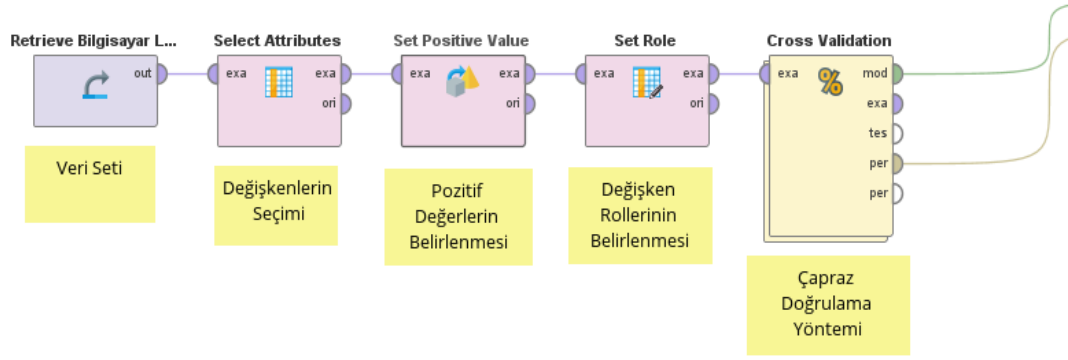 Retrieve Bilgisayar L...
out
Veri Seti
Select Attributes
exa
exa
ori
Değişkenlerin
Seçimi
Set Positive Value
exa
exa
ori
Pozitif
Değerlerin
Belirlenmesi
Set Role
exa
exa
ori
Değişken
Rollerinin
Belirlenmesi
Cross Validation
exa
%
mod
exa
tes
per
per
Çapraz
Doğrulama
Yöntemi